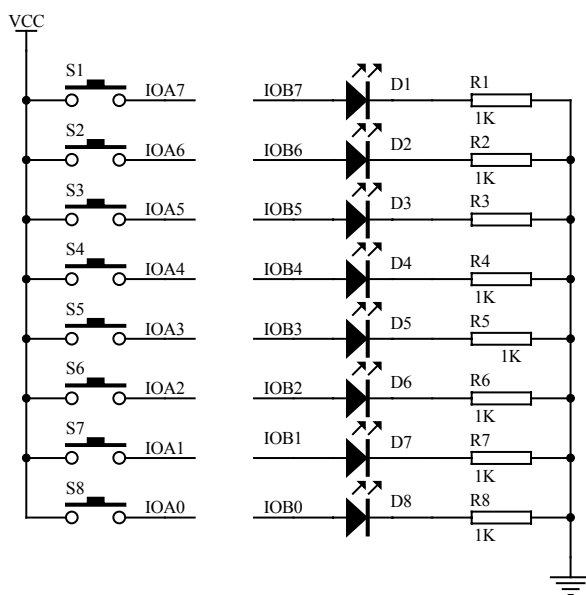 VCC
S1 IOA7 IOB7 D1 R1
1K
S2 IOA6 IOB6 D2 R2
1K
S3 IOA5 IOB5 D3 R3
S4 IOA4 IOB4 D4 R4
1K
S5 IOA3 IOB3 D5 R5
1K
S6 IOA2 IOB2 D6 R6
1K
S7 IOA1 IOB1 D7 R7
1K
S8 IOA0 IOB0 D8 R8
1K